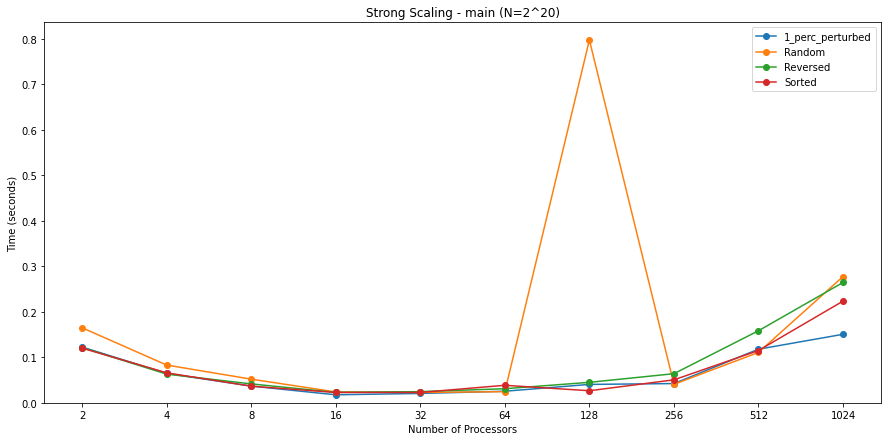 Strong Scaling - main (N=2^20)
1_perc_perturbed
Random
Reversed
Sorted
Time (seconds)
0.8
0.7
0.6
0.5
0.4
0.3
0.2
0.1
0.0
2 4 8 16 32 64 128 256 512 1024
Number of Processors